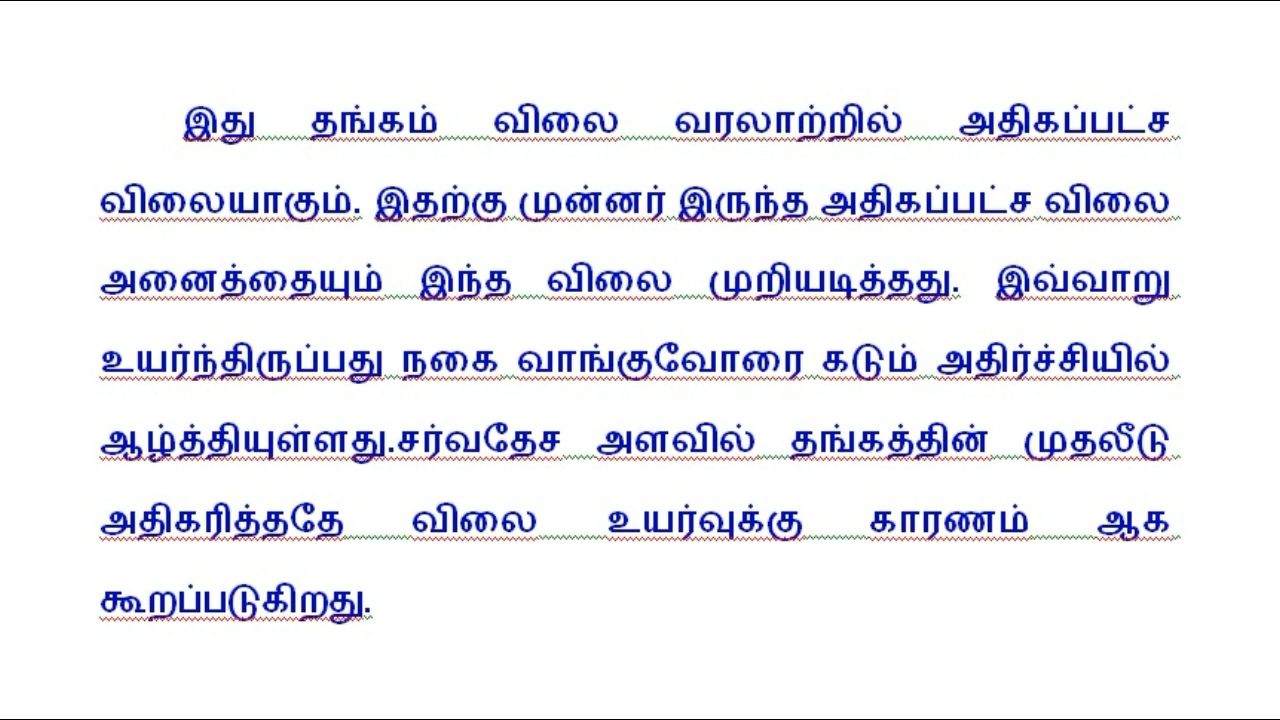 இது தங்கம் விலை வரலாற்றில் அதிகப்பட்ச
விலையாகும். இதற்கு முன்னர் இருந்த அதிகப்பட்ச விலை
அனைத்தையும் இந்த விலை முறியடித்தது. இவ்வாறு
உயர்ந்திருப்பது நகை வாங்குவோரை கடும் அதிர்ச்சியில்
ஆழ்த்தியுள்ளது.சர்வதேச அளவில் தங்கத்தின் முதலீடு
அதிகரித்ததே விலை உயர்வுக்கு காரணம் ஆக
கூறப்படுகிறது.